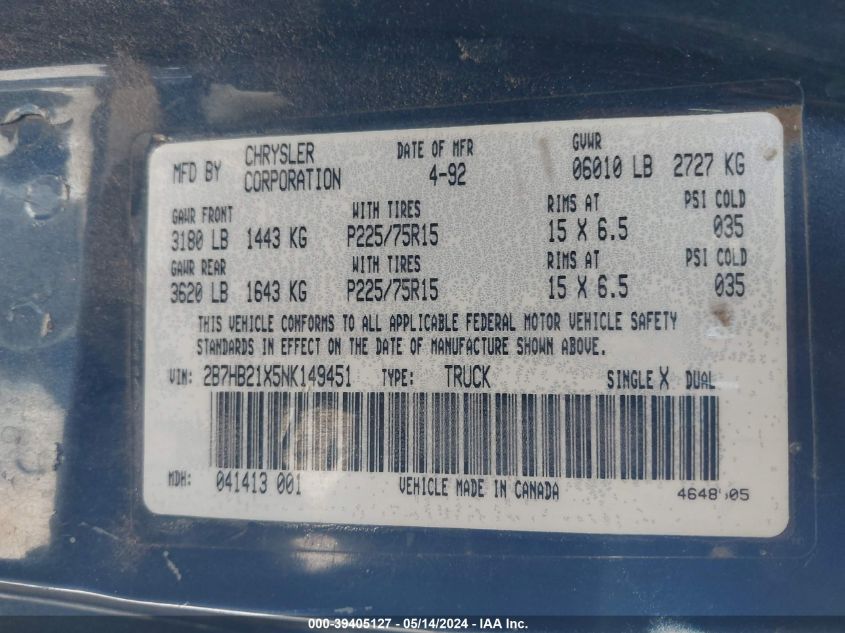 MFD BY CHRYSLER CORPORATION DATE OF MFR 4-92 GVWR 06010 LB 2727 KG
GAWR FRONT WITH TIRES RIMS AT PSI COLD
3180 LB 1443 KG P225/75R15 15 X 6.5 035
GAWR REAR WITH TIRES RIMS AT PSI COLD
3620 LB 1643 KG P225/75R15 15 X 6.5 035
THIS VEHICLE CONFORMS TO ALL APPLICABLE FEDERAL MOTOR VEHICLE SAFETY
STANDARDS IN EFFECT ON THE DATE OF MANUFACTURE SHOWN ABOVE.
VIN: 2B7HB21X5NK149451 TYPE: TRUCK SINGLE X DUAL
MDH: 041413 001 VEHICLE MADE IN CANADA
000-39405127 - 05/14/2024 - IAA Inc.